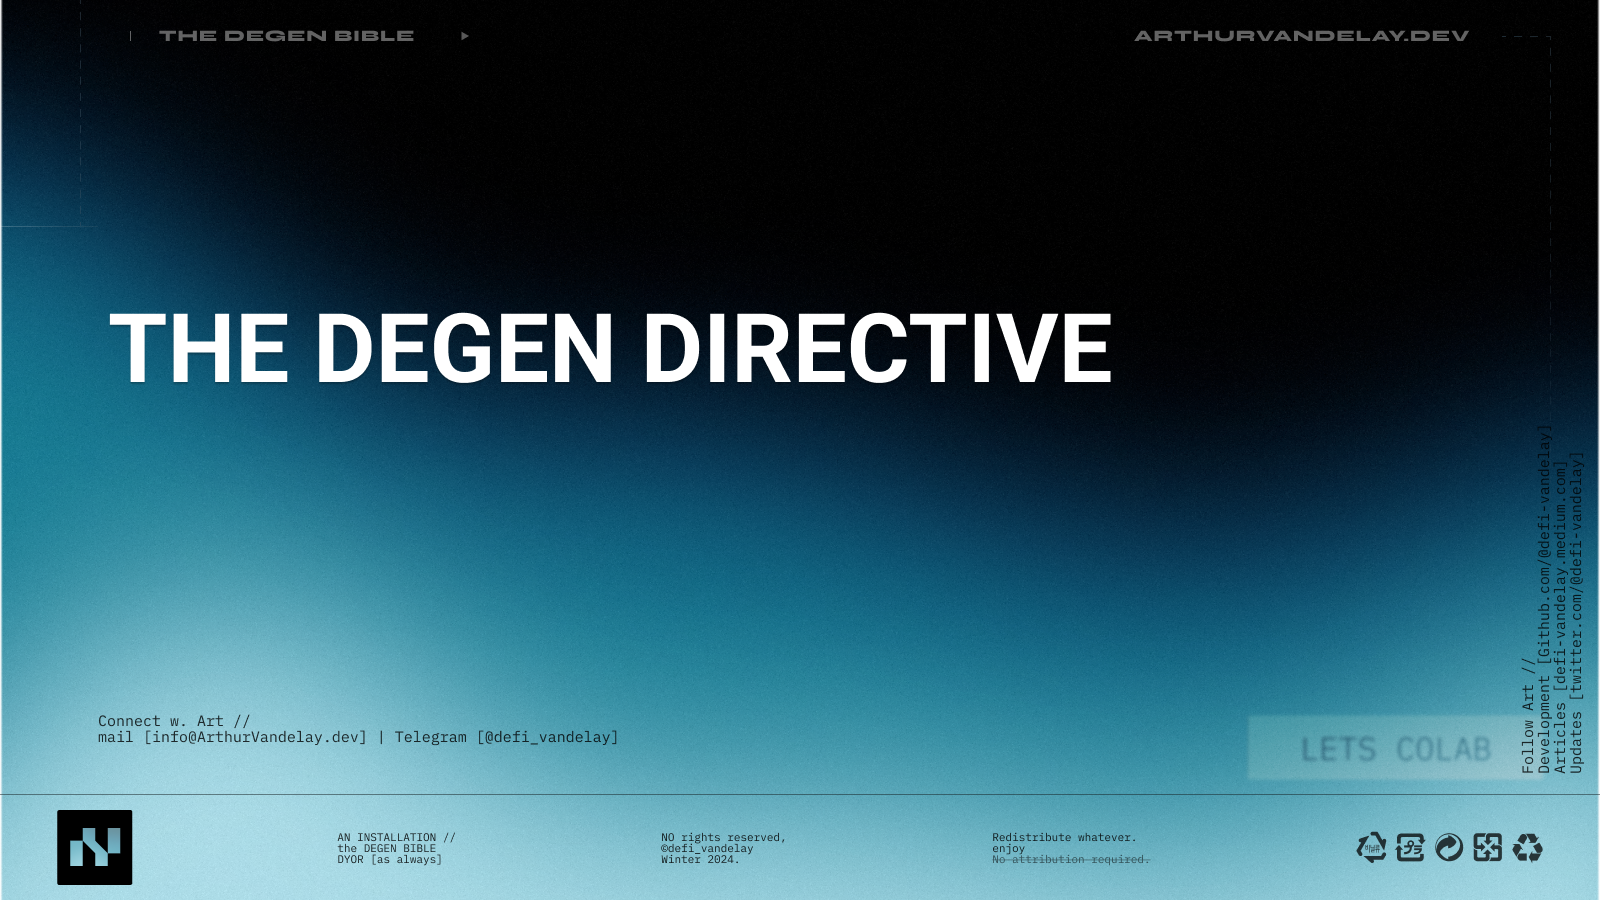 THE DEGEN BIBLE
ARTHURVANDELAY.DEV
THE DEGEN DIRECTIVE
Follow Art //
Development [Github.com/@defi-vandelay]
Articles [defi-vandelay.medium.com]
Updates [twitter.com/@defi-vandelay]
Connect w. Art //
mail [info@ArthurVandelay.dev] | Telegram [@defi_vandelay]
LETS COLAB
AN INSTALLATION //
the DEGEN BIBLE
DYOR [as always]
NO rights reserved,
©defi_vandelay
Winter 2024.
Redistribute whatever.
enjoy
No attribution required.